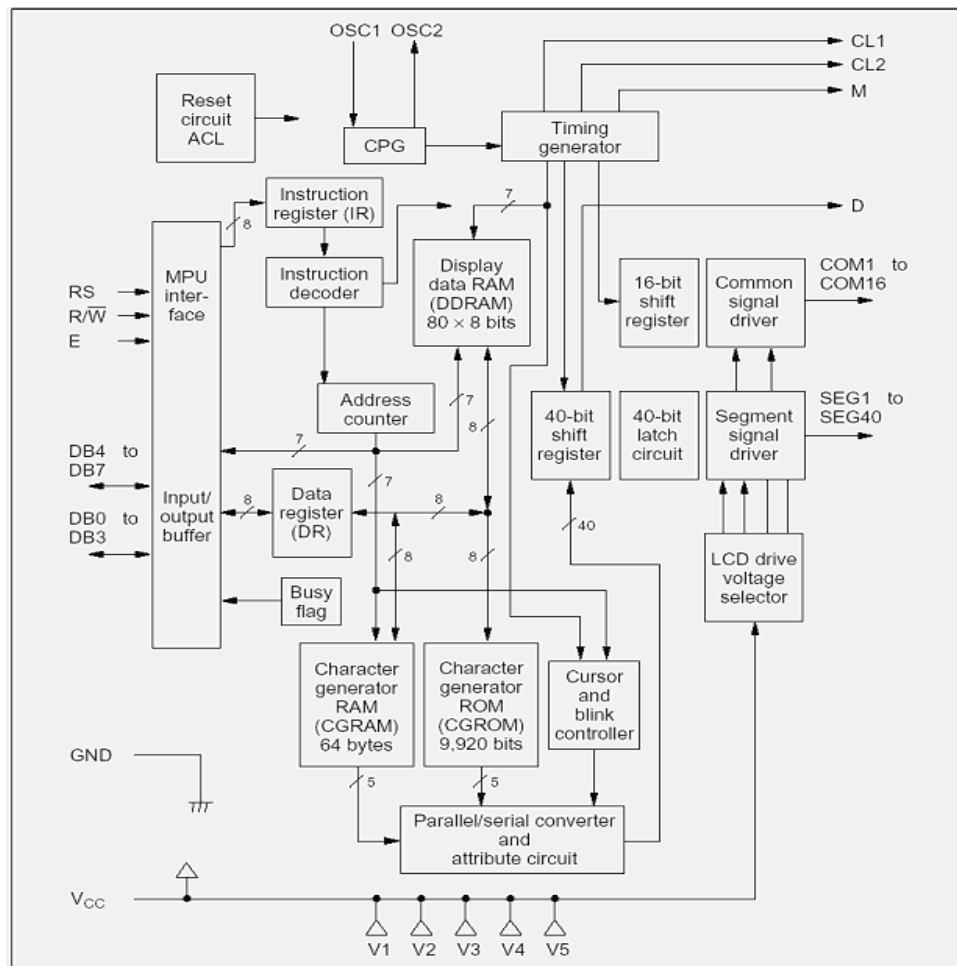 OSC1 OSC2
CL1
CL2
M
Reset
circuit
ACL
CPG
Timing
generator
Instruction
register (IR)
8
7
D
MPU
inter-
face
Instruction
decoder
Display
data RAM
(DDRAM)
80 × 8 bits
16-bit
shift
register
Common
signal
driver
COM1 to
COM16
RS
R/W̅
E
Address
counter
7
8
40-bit
shift
register
40-bit
latch
circuit
Segment
signal
driver
SEG1 to
SEG40
DB4 to
DB7
7
7
Input/
output
buffer
DB0 to
DB3
8
Data
register
(DR)
8
8
8
40
LCD drive
voltage
selector
Busy
flag
Character
generator
RAM
(CGRAM)
64 bytes
Character
generator
ROM
(CGROM)
9,920 bits
Cursor
and
blink
controller
GND
5
5
Parallel/serial converter
and
attribute circuit
VCC
V1 V2 V3 V4 V5